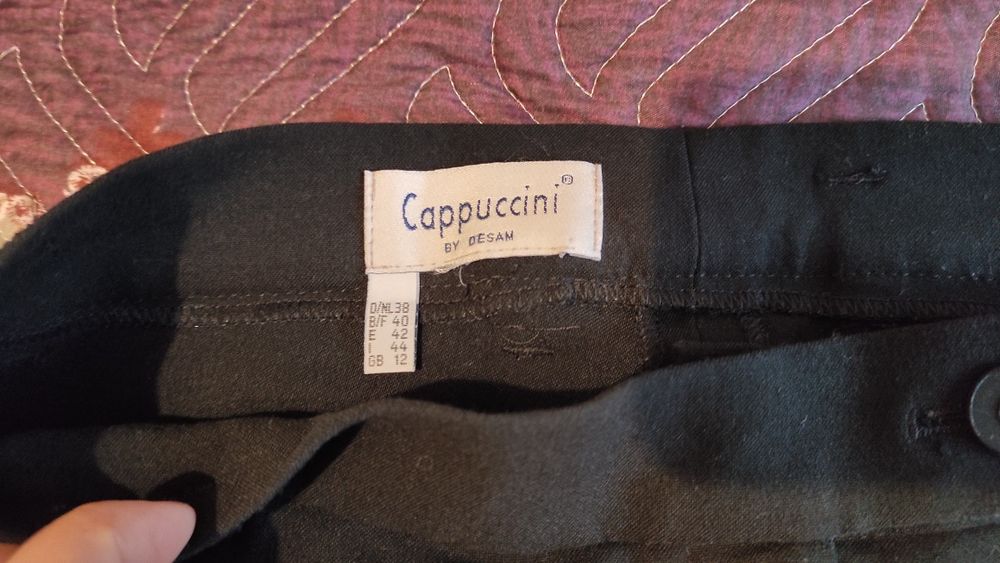 Cappuccini®
BY DESAM
D/NL38
B/F 40
E 42
I 44
GB 12